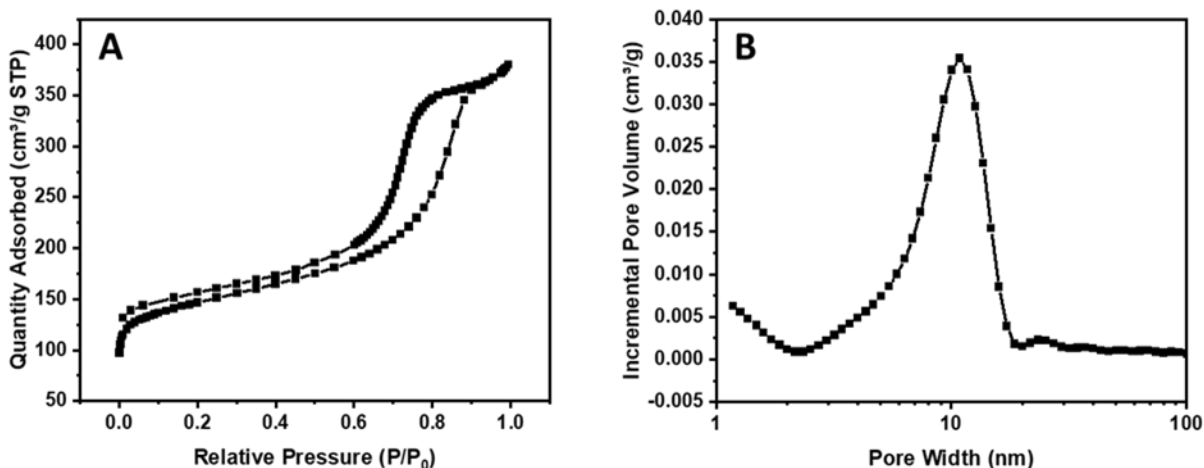 A
Quantity Adsorbed (cm³/g STP)
400
350
300
250
200
150
100
50
0.0 0.2 0.4 0.6 0.8 1.0
Relative Pressure (P/P₀)
B
Incremental Pore Volume (cm³/g)
0.040
0.035
0.030
0.025
0.020
0.015
0.010
0.005
0.000
-0.005
1 10 100
Pore Width (nm)